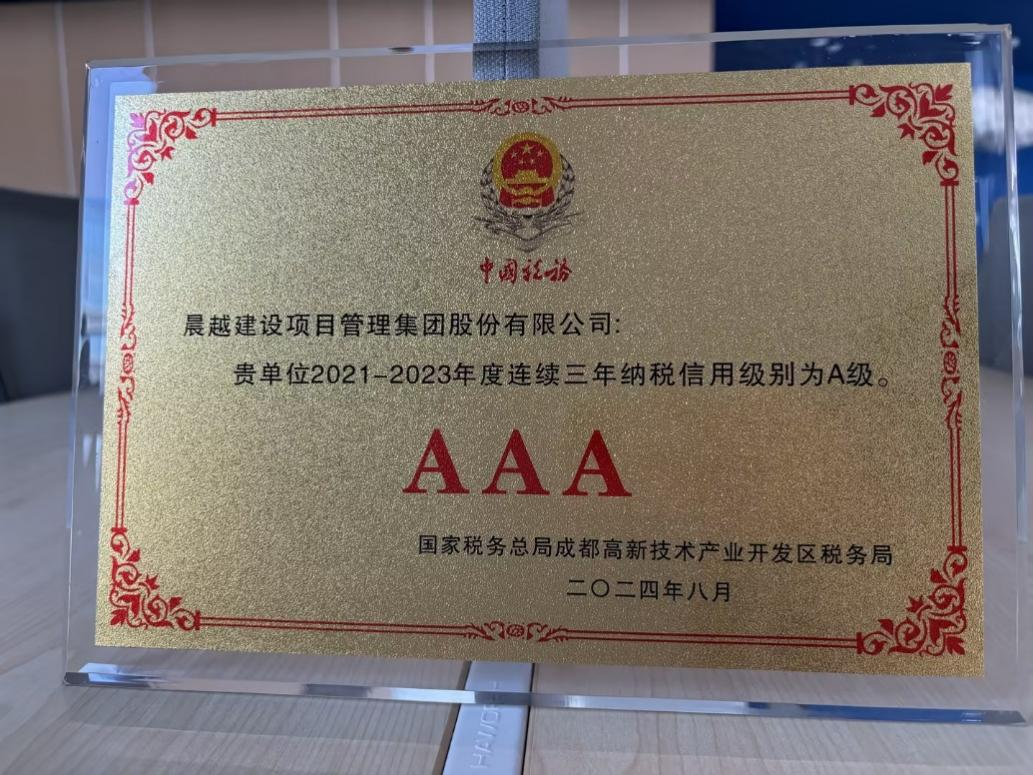 中国税务
晨越建设项目管理集团股份有限公司:
贵单位2021-2023年度连续三年纳税信用级别为A级。
AAA
国家税务总局成都高新技术产业开发区税务局
二〇二四年八月